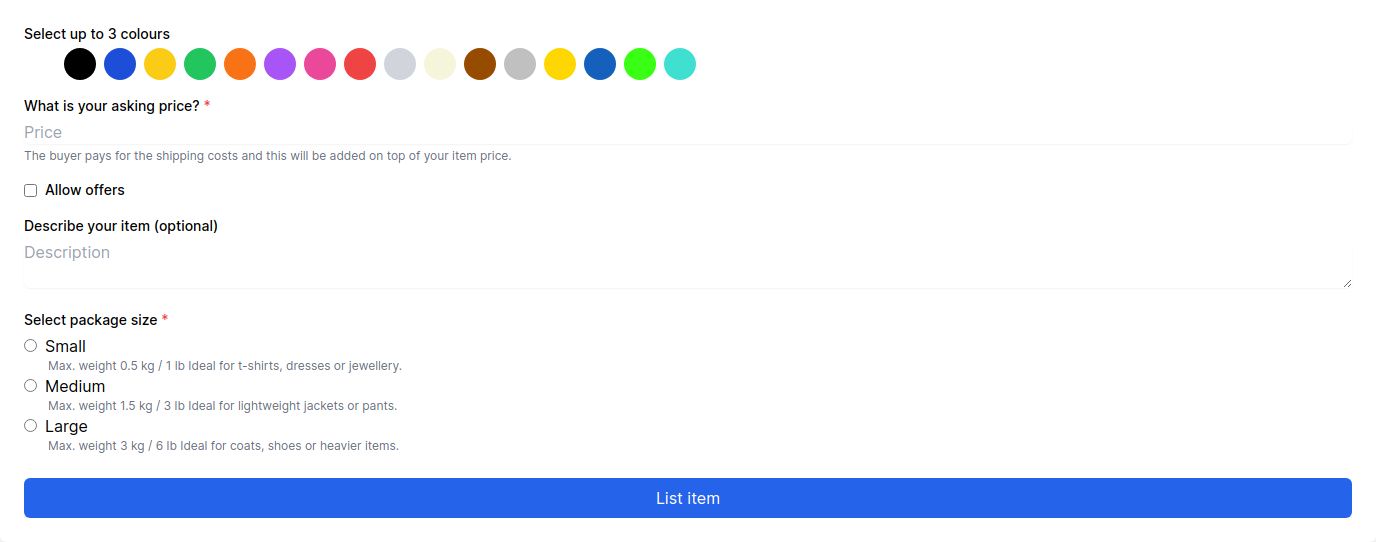 Select up to 3 colours
What is your asking price? *
Price
The buyer pays for the shipping costs and this will be added on top of your item price.
Allow offers
Describe your item (optional)
Description
Select package size *
Small
Max. weight 0.5 kg / 1 lb Ideal for t-shirts, dresses or jewellery.
Medium
Max. weight 1.5 kg / 3 lb Ideal for lightweight jackets or pants.
Large
Max. weight 3 kg / 6 lb Ideal for coats, shoes or heavier items.
List item